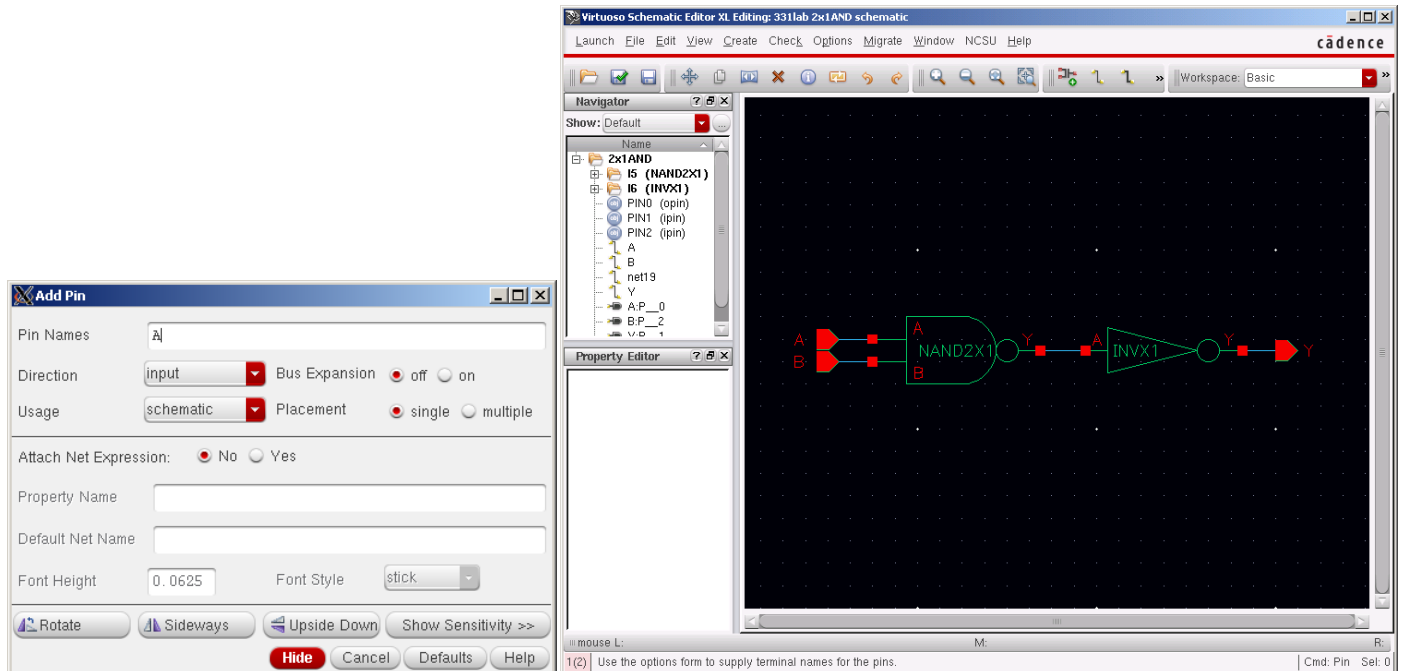 Add Pin
Pin Names A
Direction input Bus Expansion off on
Usage schematic Placement single multiple
Attach Net Expression: No Yes
Property Name
Default Net Name
Font Height 0.0625 Font Style stick
Rotate Sideways Upside Down Show Sensitivity >>
Hide Cancel Defaults Help
Virtuoso Schematic Editor XL Editing: 331lab 2x1AND schematic
Launch File Edit View Create Check Options Migrate Window NCSU Help cādence
» Workspace: Basic »
Navigator
Show: Default
Name
2x1AND
I5 (NAND2X1)
I6 (INVX1)
PIN0 (opin)
PIN1 (ipin)
PIN2 (ipin)
A
B
net19
Y
A:P__0
B:P__2
Property Editor
A A Y A Y
NAND2X1 INVX1 Y
B B
mouse L: M: R:
1(2) Use the options form to supply terminal names for the pins. Cmd: Pin Sel: 0